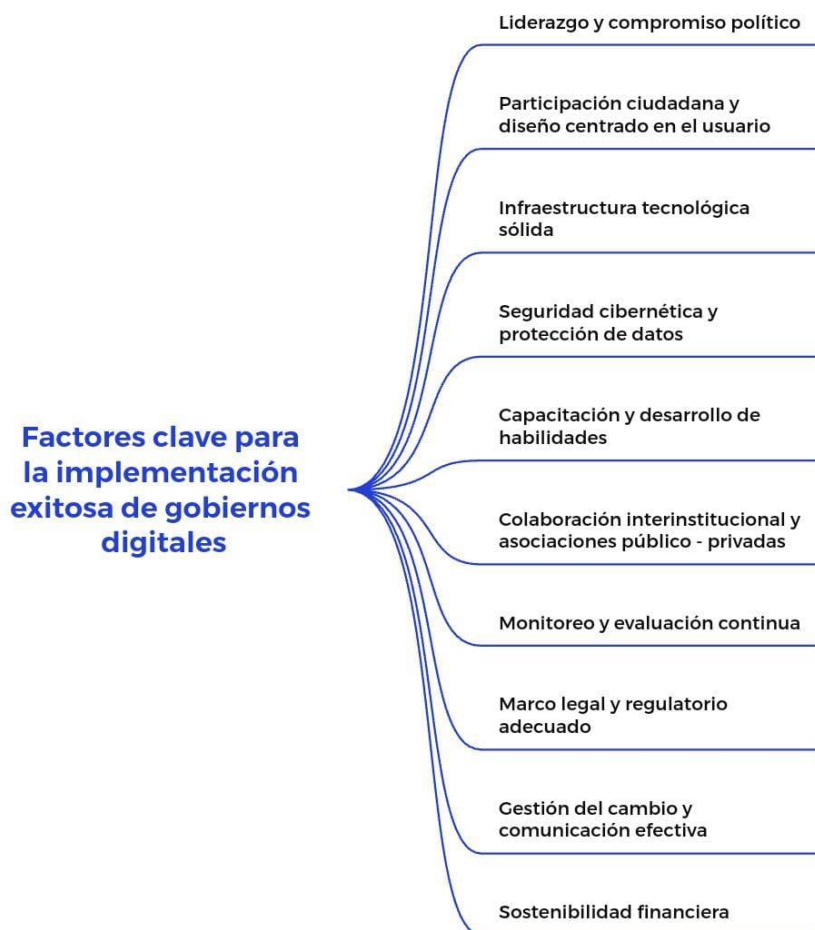 Liderazgo y compromiso político
Participación ciudadana y
diseño centrado en el usuario
Infraestructura tecnológica
sólida
Seguridad cibernética y
protección de datos
Capacitación y desarrollo de
habilidades
Factores clave para
la implementación
exitosa de gobiernos
digitales
Colaboración interinstitucional y
asociaciones público - privadas
Monitoreo y evaluación continua
Marco legal y regulatorio
adecuado
Gestión del cambio y
comunicación efectiva
Sostenibilidad financiera